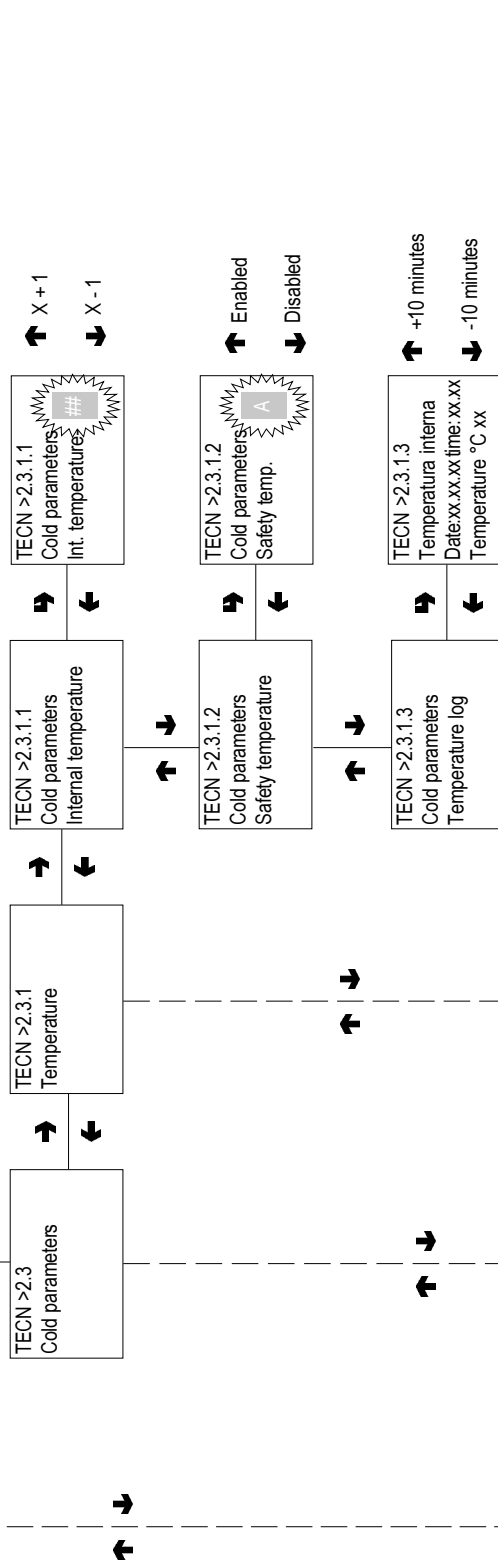 TECN >2.3
Cold parameters
TECN >2.3.1
Temperature
TECN >2.3.1.1
Cold parameters
Internal temperature
TECN >2.3.1.1
Cold parameters
Int. temperature:
##
X + 1
X - 1
TECN >2.3.1.2
Cold parameters
Safety temperature
TECN >2.3.1.2
Cold parameters
Safety temp.
A
Enabled
Disabled
TECN >2.3.1.3
Cold parameters
Temperature log
TECN >2.3.1.3
Temperatura interna
Date:xx.xx.xx time: xx.xx
Temperature °C xx
+10 minutes
-10 minutes